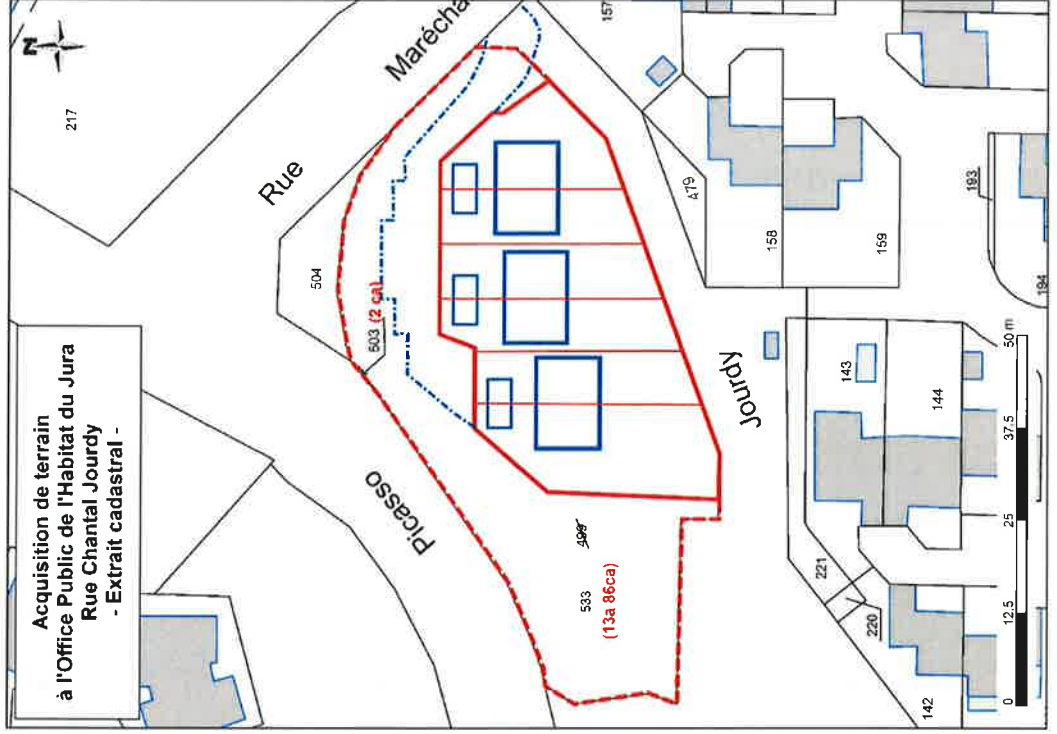 Acquisition de terrain
à l'Office Public de l'Habitat du Jura
Rue Chantal Jourdy
- Extrait cadastral -
N
217
Rue
Marécha
157
504
503 (2 ca)
479
158
159
193
194
Picasso
Jourdy
499
533
(13a 86ca)
143
144
221
220
142
0 12.5 25 37.5 50 m